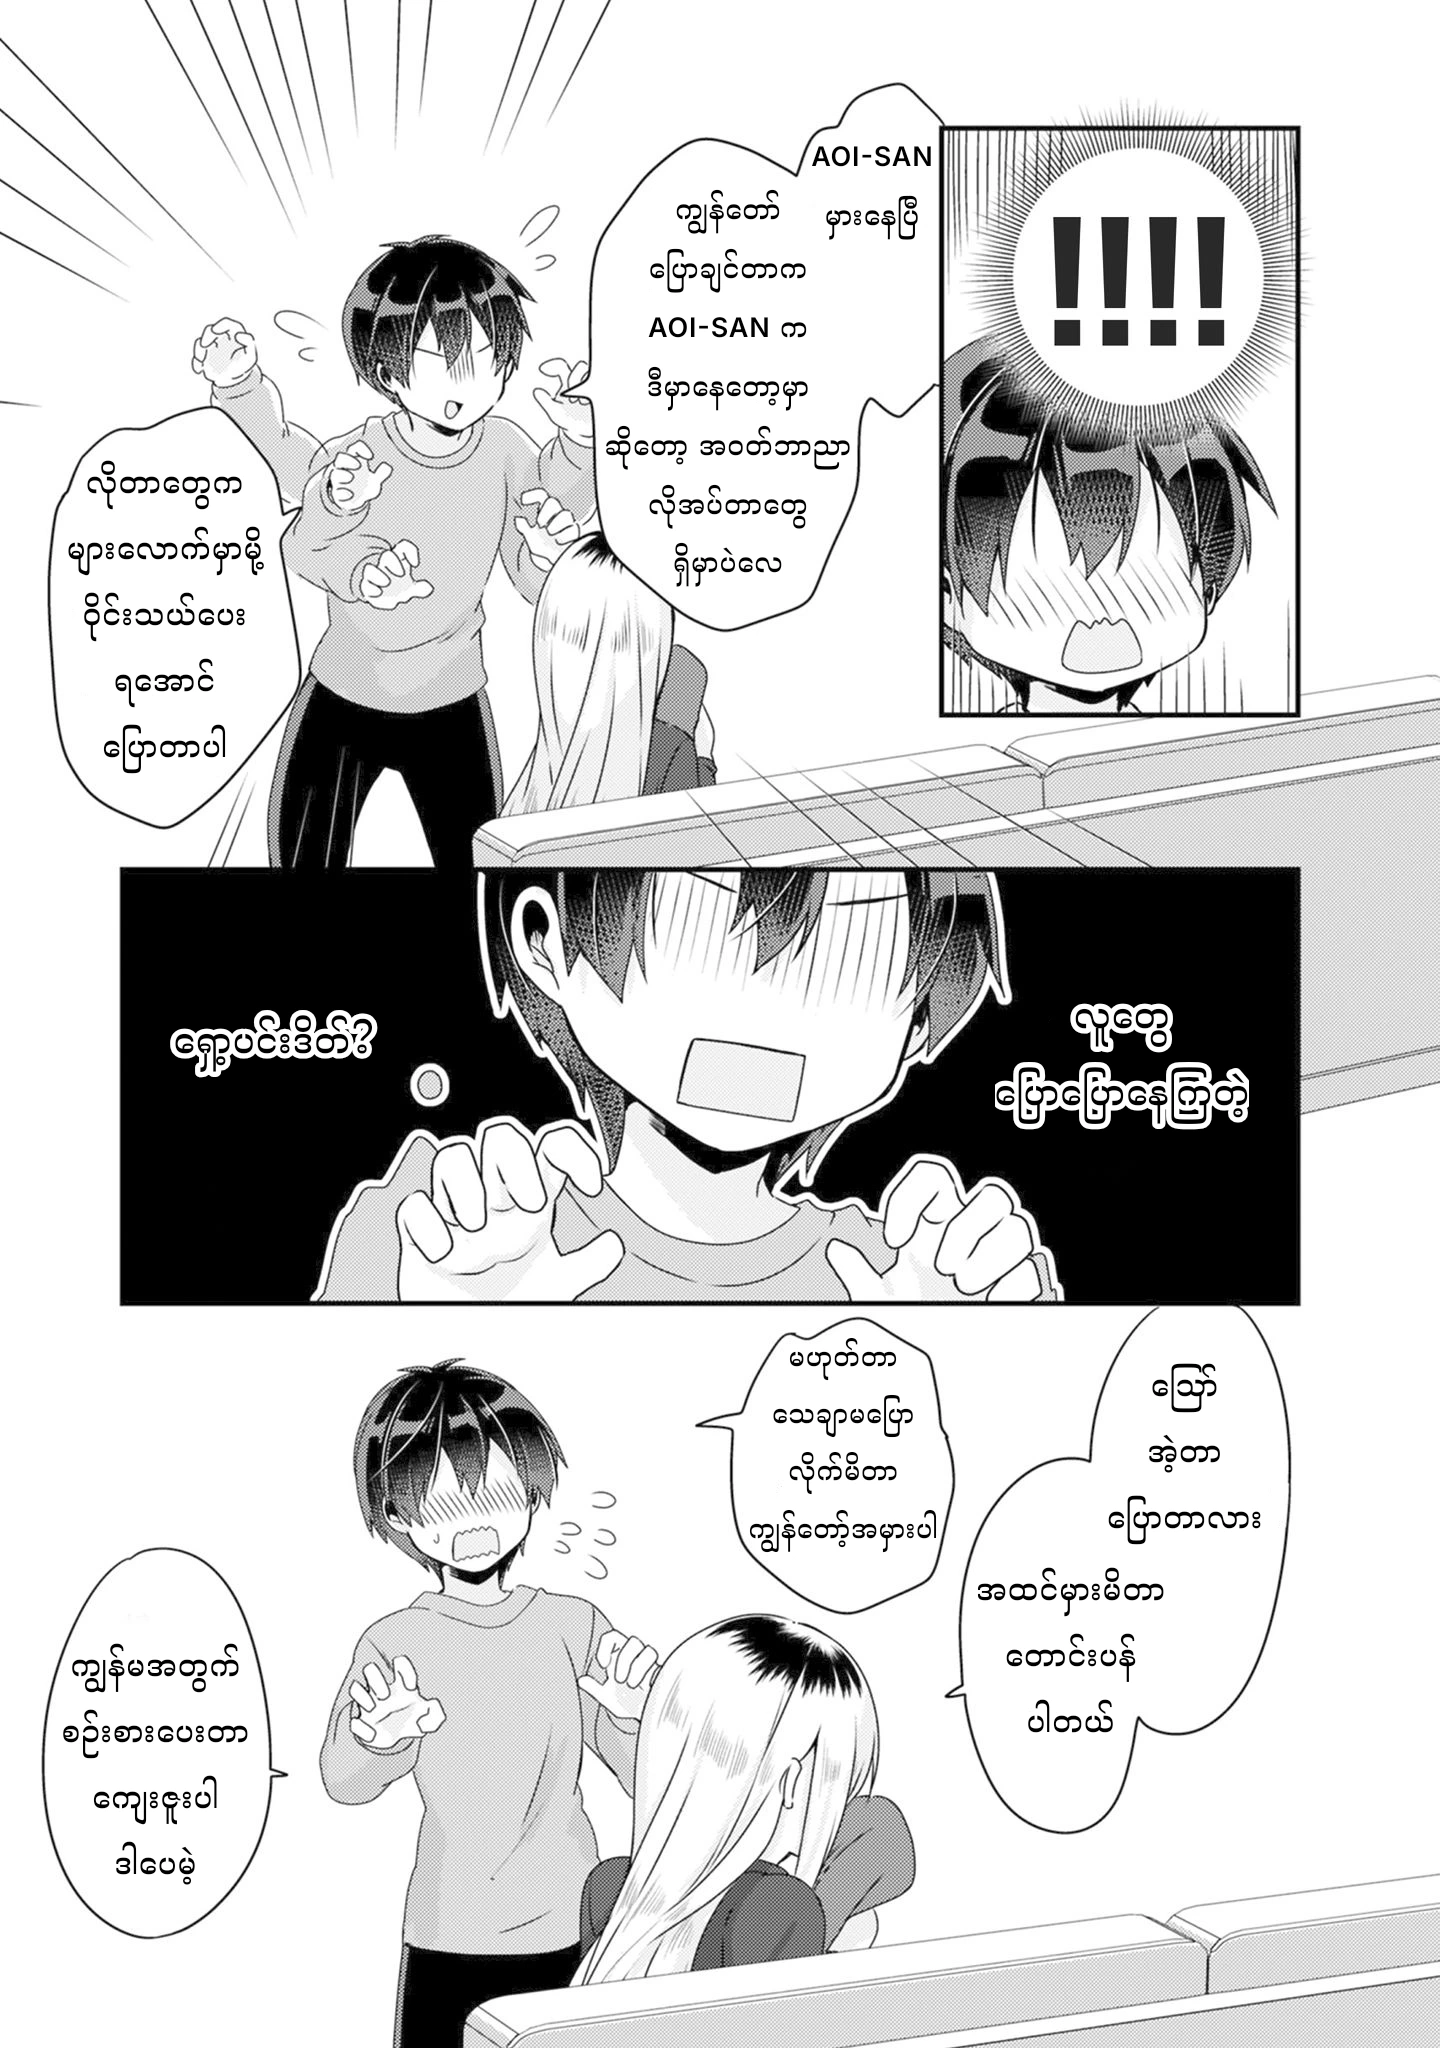 !!!!
AOI-SAN
မှားနေပြီ
ကျွန်တော်
ပြောချင်တာက
AOI-SAN က
ဒီမှာနေတော့မှာ
ဆိုတော့ အဝတ်ဘာညာ
လိုအပ်တာတွေ
ရှိမှာပဲလေ
လိုတာတွေက
များလောက်မှာမို့
ဝိုင်းသယ်ပေး
ရအောင်
ပြောတာပါ
လူတွေ
ပြောပြောနေကြတဲ့
ရှော့ပင်းဒိတ်?
ဪ
အဲ့တာ
ပြောတာလား
အထင်မှားမိတာ
တောင်းပန်
ပါတယ်
မဟုတ်တာ
သေချာမပြော
လိုက်မိတာ
ကျွန်တော့်အမှားပါ
ကျွန်မအတွက်
စဉ်းစားပေးတာ
ကျေးဇူးပါ
ဒါပေမဲ့